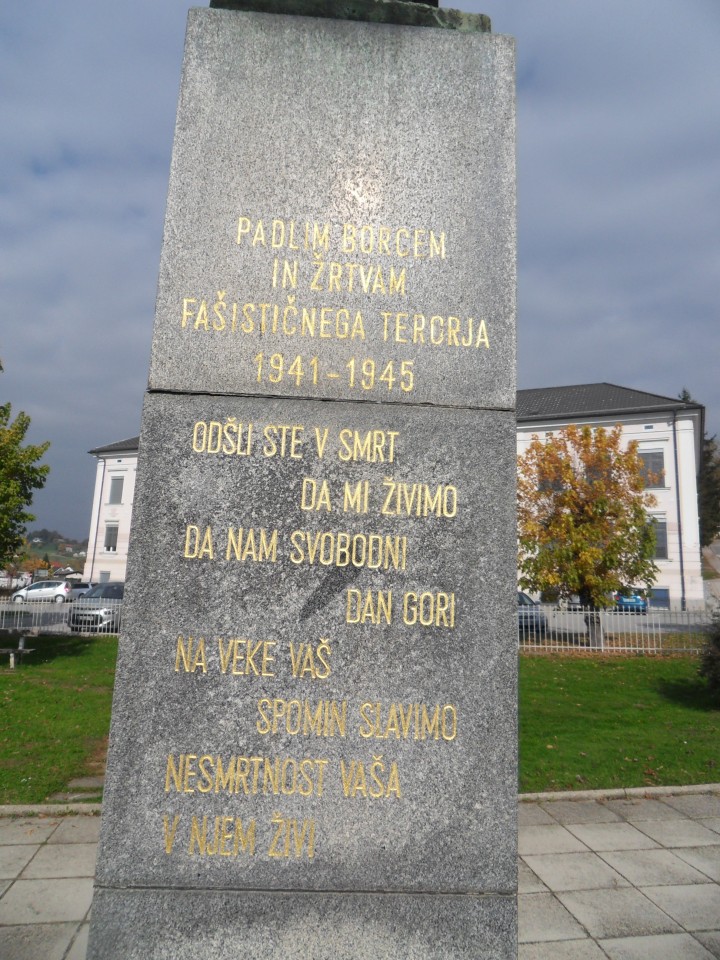 PADLIM BORCEM
IN ŽRTVAM
FAŠISTIČNEGA TERORJA
1941-1945
ODŠLI STE V SMRT
DA MI ŽIVIMO
DA NAM SVOBODNI
DAN GORI
NA VEKE VAŠ
SPOMIN SLAVIMO
NESMRTNOST VAŠA
V NJEM ŽIVI